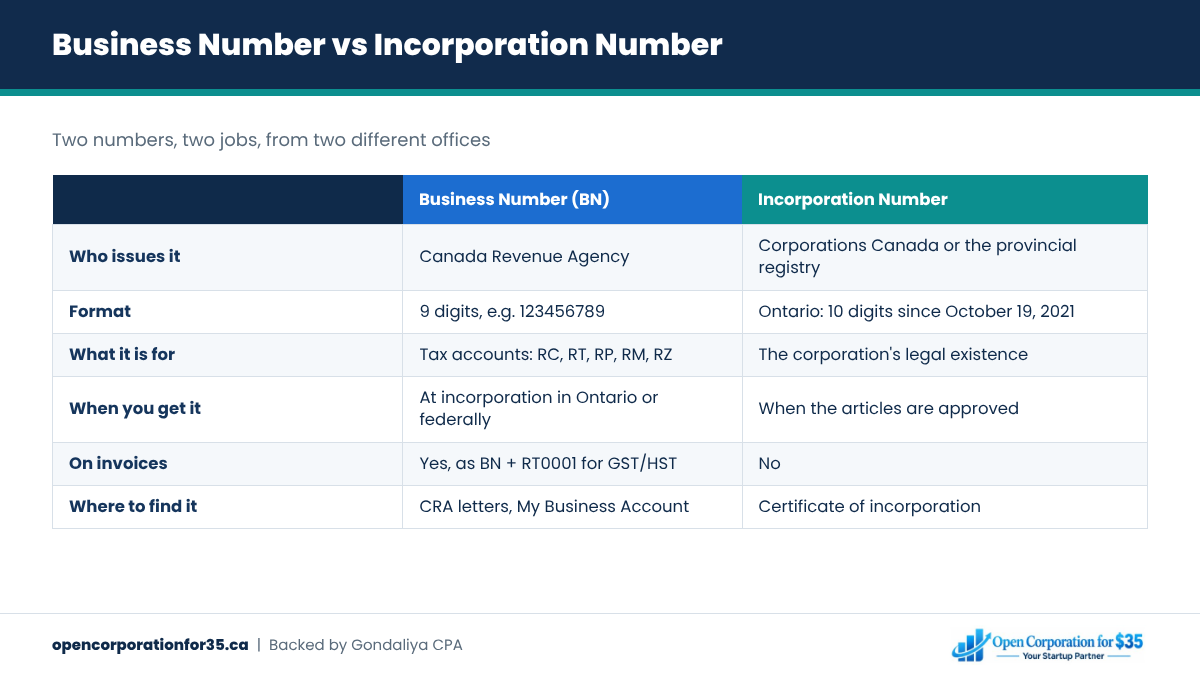 Business Number vs Incorporation Number
Two numbers, two jobs, from two different offices
Business Number (BN) Incorporation Number
Who issues it Canada Revenue Agency Corporations Canada or the provincial
registry
Format 9 digits, e.g. 123456789 Ontario: 10 digits since October 19, 2021
What it is for Tax accounts: RC, RT, RP, RM, RZ The corporation's legal existence
When you get it At incorporation in Ontario or
federally When the articles are approved
On invoices Yes, as BN + RT0001 for GST/HST No
Where to find it CRA letters, My Business Account Certificate of incorporation
opencorporationfor35.ca | Backed by Gondaliya CPA
Open Corporation for $35
Your Startup Partner